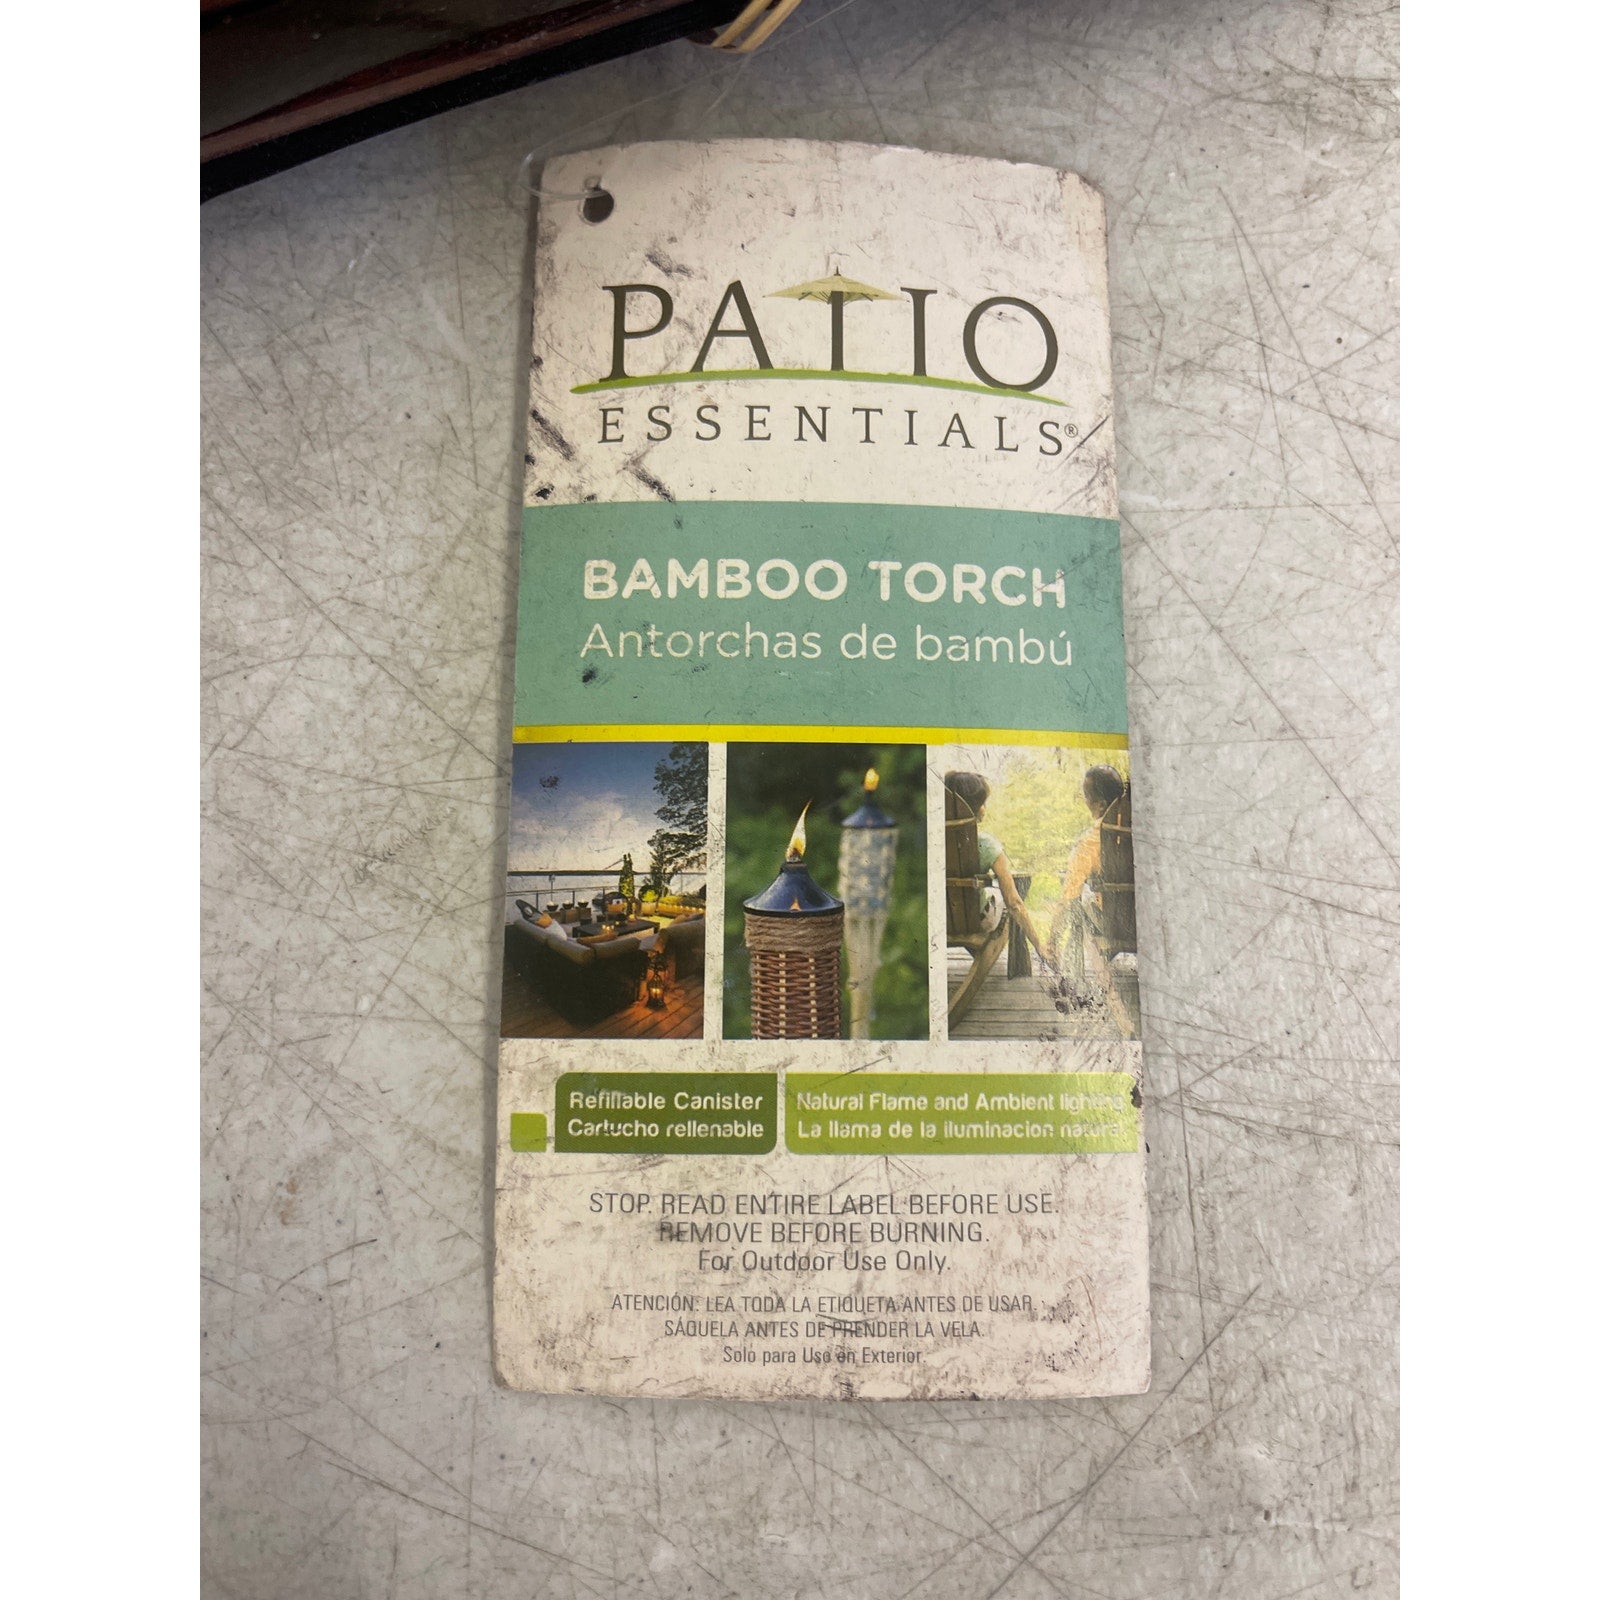 PATIO
ESSENTIALS®
BAMBOO TORCH
Antorchas de bambú
Refillable Canister
Cartucho rellenable
Natural Flame and Ambient lighting
La llama de la iluminacion natural
STOP. READ ENTIRE LABEL BEFORE USE.
REMOVE BEFORE BURNING.
For Outdoor Use Only.
ATENCIÓN: LEA TODA LA ETIQUETA ANTES DE USAR.
SÁQUELA ANTES DE PRENDER LA VELA.
Solo para Uso en Exterior.